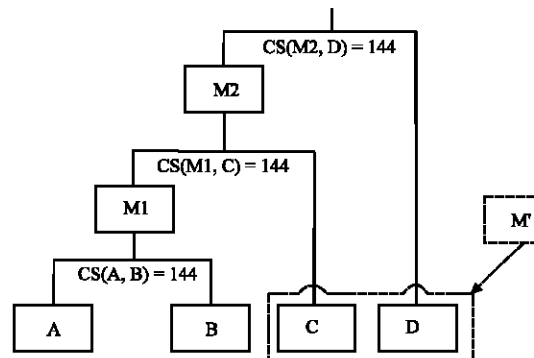 CS(M2, D) = 144
M2
CS(M1, C) = 144
M1
M'
CS(A, B) = 144
A
B
C
D